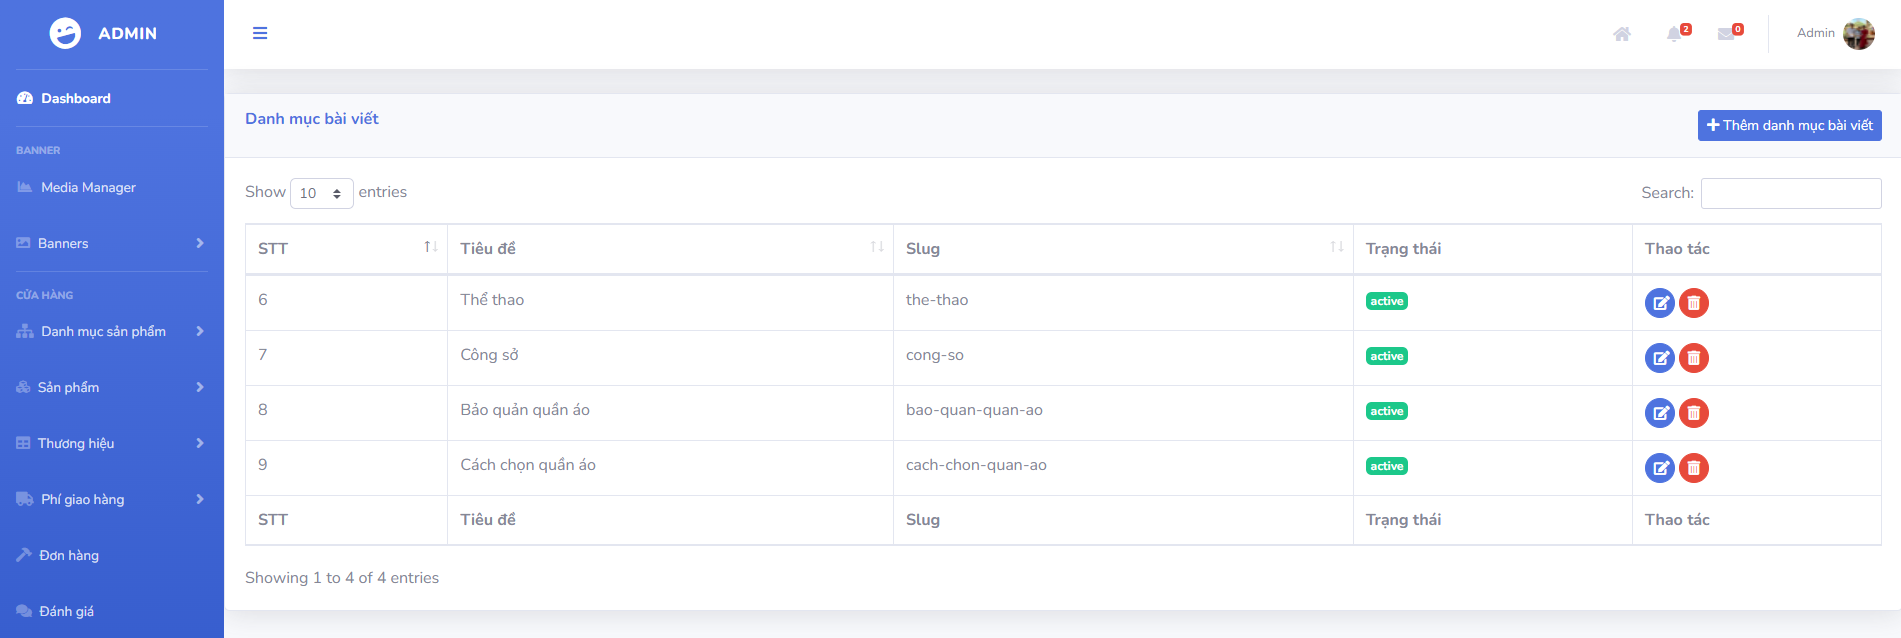 ADMIN
Dashboard
BANNER
Media Manager
Banners
CỬA HÀNG
Danh mục sản phẩm
Sản phẩm
Thương hiệu
Phí giao hàng
Đơn hàng
Đánh giá
2
0
Admin
Danh mục bài viết
Thêm danh mục bài viết
Show 10 entries
Search:
STT Tiêu đề Slug Trạng thái Thao tác
6 Thể thao the-thao active
7 Công sở cong-so active
8 Bảo quản quần áo bao-quan-quan-ao active
9 Cách chọn quần áo cach-chon-quan-ao active
STT Tiêu đề Slug Trạng thái Thao tác
Showing 1 to 4 of 4 entries